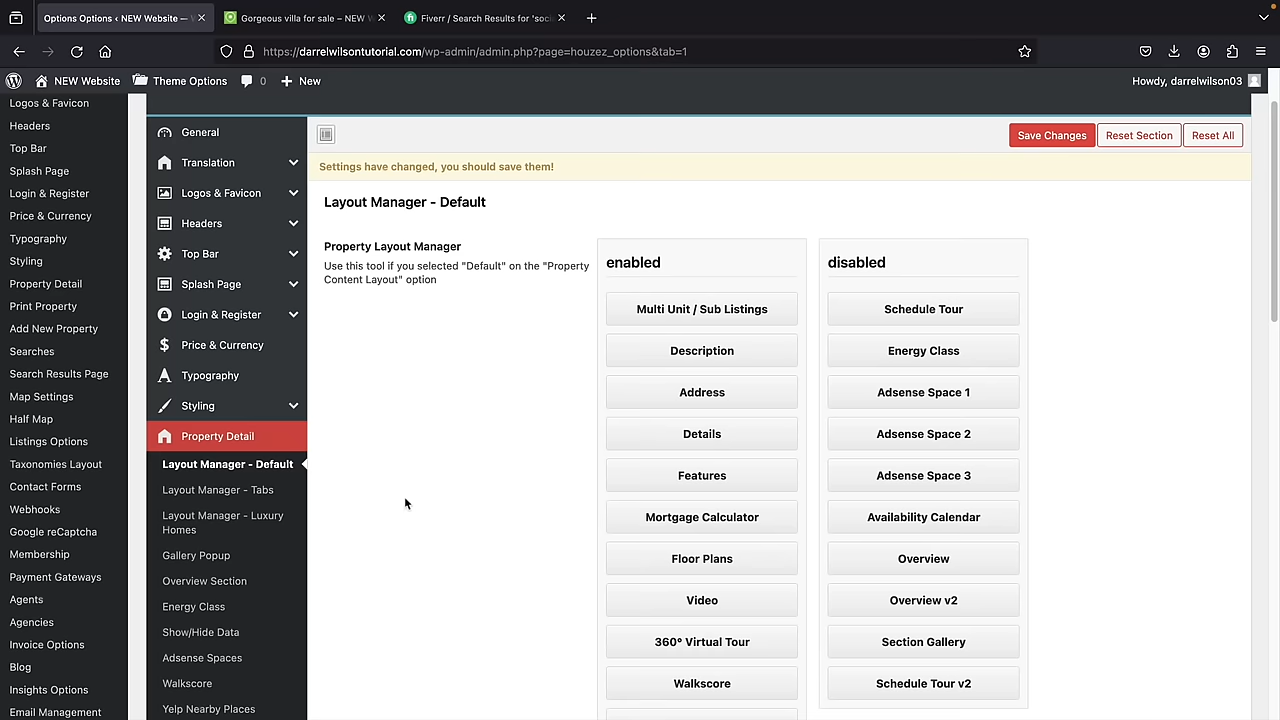 Options Options ‹ NEW Website —
Gorgeous villa for sale – NEW W
Fiverr / Search Results for 'soci
https://darrelwilsontutorial.com/wp-admin/admin.php?page=houzez_options&tab=1
NEW Website
Theme Options
0
New
Howdy, darrelwilson03
Logos & Favicon
Headers
Top Bar
Splash Page
Login & Register
Price & Currency
Typography
Styling
Property Detail
Print Property
Add New Property
Searches
Search Results Page
Map Settings
Half Map
Listings Options
Taxonomies Layout
Contact Forms
Webhooks
Google reCaptcha
Membership
Payment Gateways
Agents
Agencies
Invoice Options
Blog
Insights Options
Email Management
General
Translation
Logos & Favicon
Headers
Top Bar
Splash Page
Login & Register
Price & Currency
Typography
Styling
Property Detail
Layout Manager - Default
Layout Manager - Tabs
Layout Manager - Luxury
Homes
Gallery Popup
Overview Section
Energy Class
Show/Hide Data
Adsense Spaces
Walkscore
Yelp Nearby Places
Save Changes
Reset Section
Reset All
Settings have changed, you should save them!
Layout Manager - Default
Property Layout Manager
Use this tool if you selected "Default" on the "Property
Content Layout" option
enabled
Multi Unit / Sub Listings
Description
Address
Details
Features
Mortgage Calculator
Floor Plans
Video
360° Virtual Tour
Walkscore
disabled
Schedule Tour
Energy Class
Adsense Space 1
Adsense Space 2
Adsense Space 3
Availability Calendar
Overview
Overview v2
Section Gallery
Schedule Tour v2